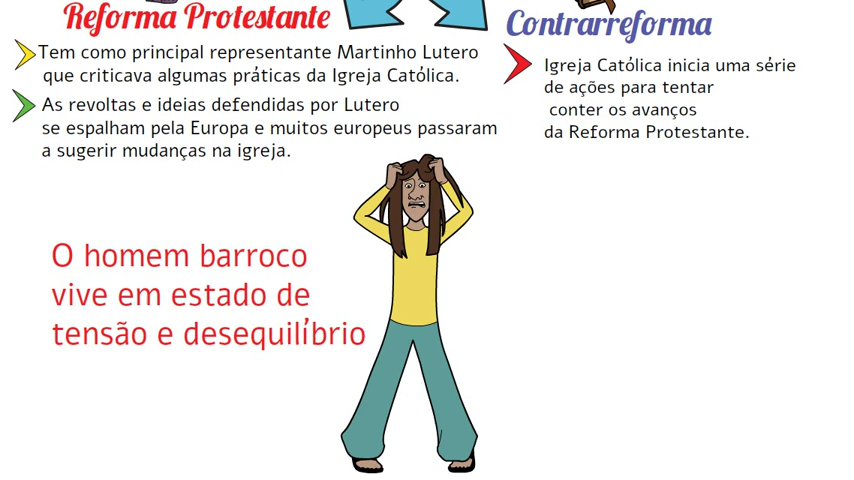 Reforma Protestante
Tem como principal representante Martinho Lutero
que criticava algumas práticas da Igreja Católica.
As revoltas e ideias defendidas por Lutero
se espalham pela Europa e muitos europeus passaram
a sugerir mudanças na igreja.
Contrarreforma
Igreja Católica inicia uma série
de ações para tentar
conter os avanços
da Reforma Protestante.
O homem barroco
vive em estado de
tensão e desequilíbrio